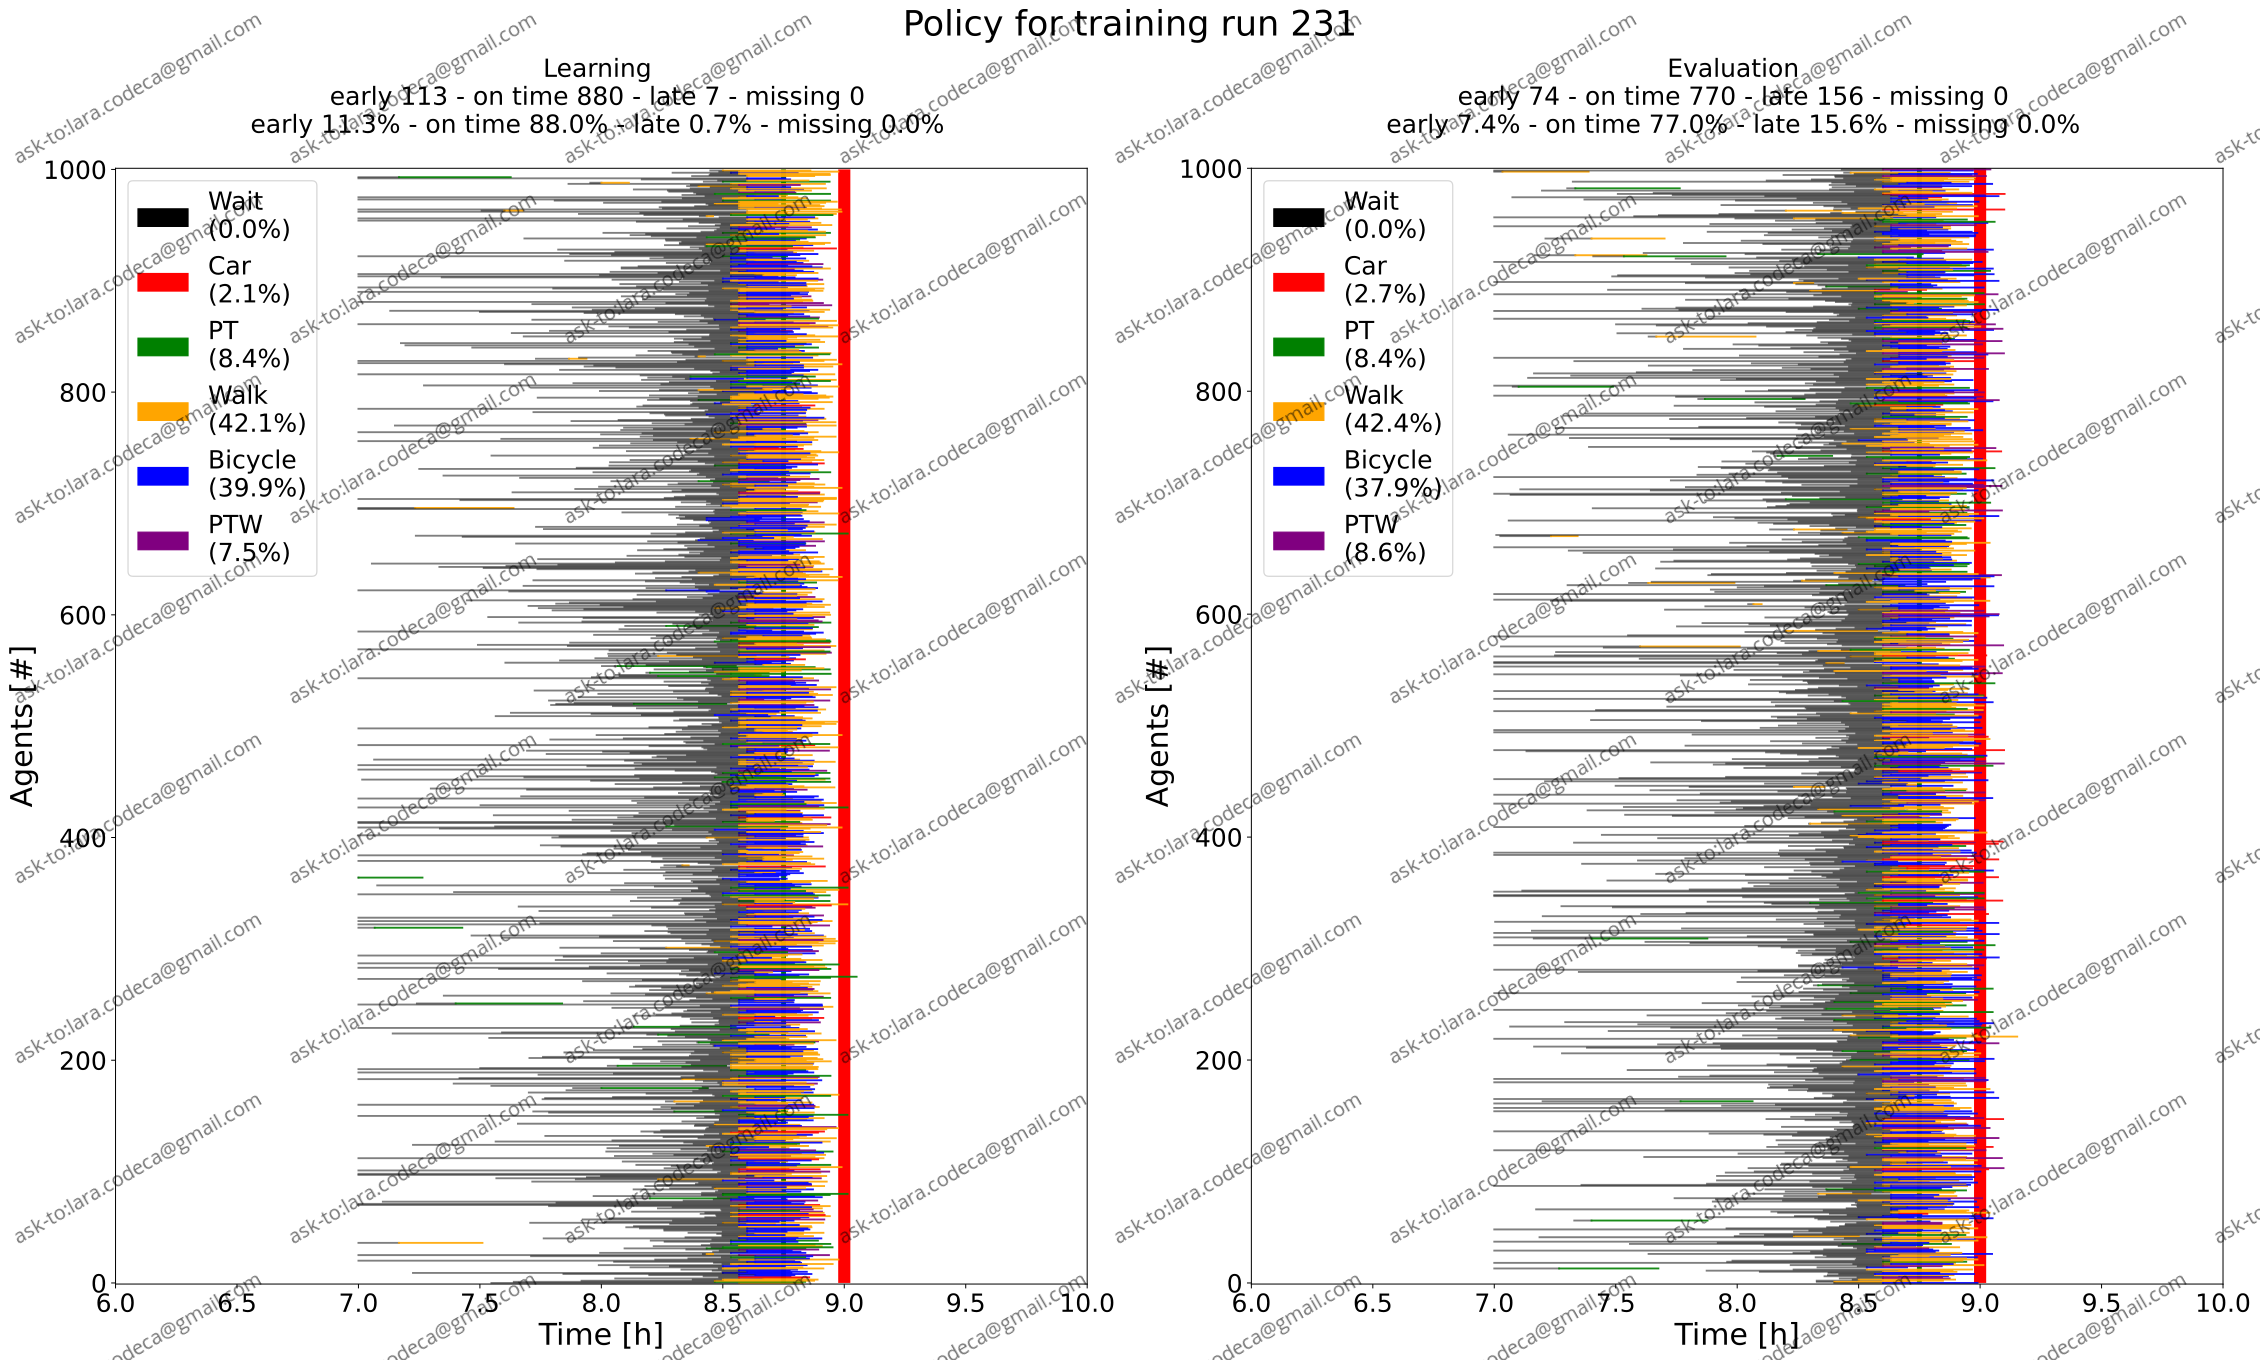 Policy for training run 231
Learning
early 113 - on time 880 - late 7 - missing 0
early 11.3% - on time 88.0% - late 0.7% - missing 0.0%
Evaluation
early 74 - on time 770 - late 156 - missing 0
early 7.4% - on time 77.0% - late 15.6% - missing 0.0%
Wait
(0.0%)
Car
(2.1%)
PT
(8.4%)
Walk
(42.1%)
Bicycle
(39.9%)
PTW
(7.5%)
1000
800
600
400
200
0
Agents [#]
6.0 6.5 7.0 7.5 8.0 8.5 9.0 9.5 10.0
Time [h]
Wait
(0.0%)
Car
(2.7%)
PT
(8.4%)
Walk
(42.4%)
Bicycle
(37.9%)
PTW
(8.6%)
1000
800
600
400
200
0
Agents [#]
6.0 6.5 7.0 7.5 8.0 8.5 9.0 9.5 10.0
Time [h]
ask-to:lara.codeca@gmail.com